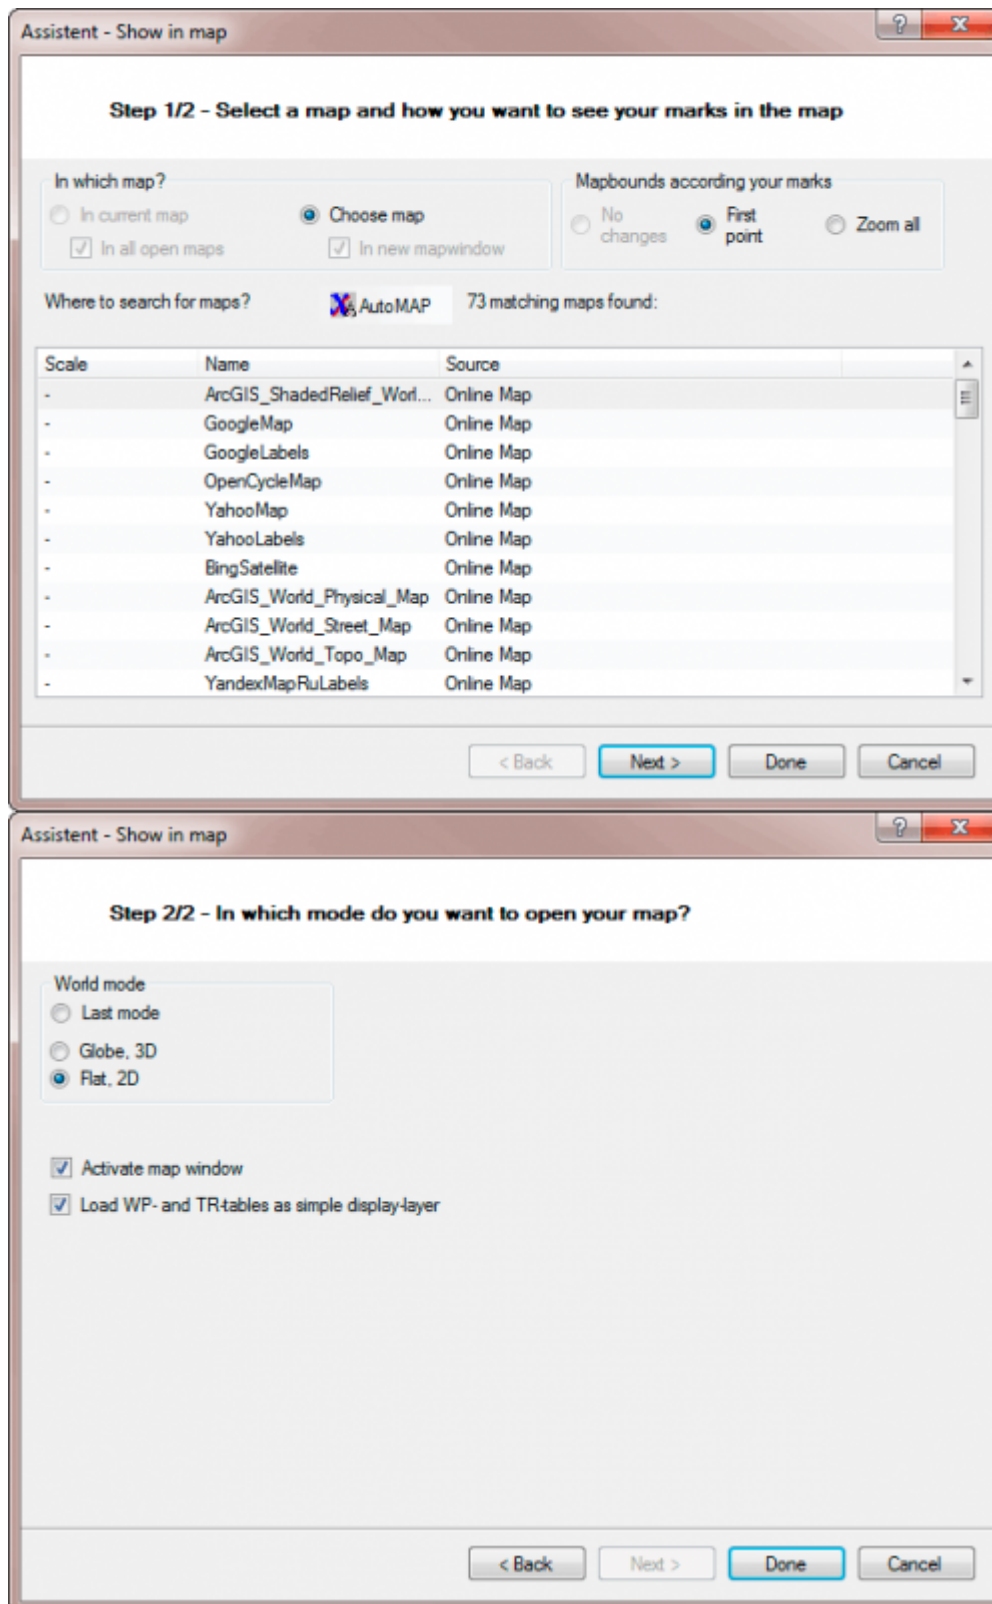 Assistent - Show in map
Step 1/2 - Select a map and how you want to see your marks in the map
In which map?
In current map
Choose map
In all open maps
In new mapwindow
Mapbounds according your marks
No changes
First point
Zoom all
Where to search for maps? AutoMAP 73 matching maps found:
Scale Name Source
- ArcGIS_ShadedRelief_Worl... Online Map
- GoogleMap Online Map
- GoogleLabels Online Map
- OpenCycleMap Online Map
- YahooMap Online Map
- YahooLabels Online Map
- BingSatellite Online Map
- ArcGIS_World_Physical_Map Online Map
- ArcGIS_World_Street_Map Online Map
- ArcGIS_World_Topo_Map Online Map
- YandexMapRuLabels Online Map
< Back Next > Done Cancel
Assistent - Show in map
Step 2/2 - In which mode do you want to open your map?
World mode
Last mode
Globe, 3D
Flat, 2D
Activate map window
Load WP- and TR-tables as simple display-layer
< Back Next > Done Cancel